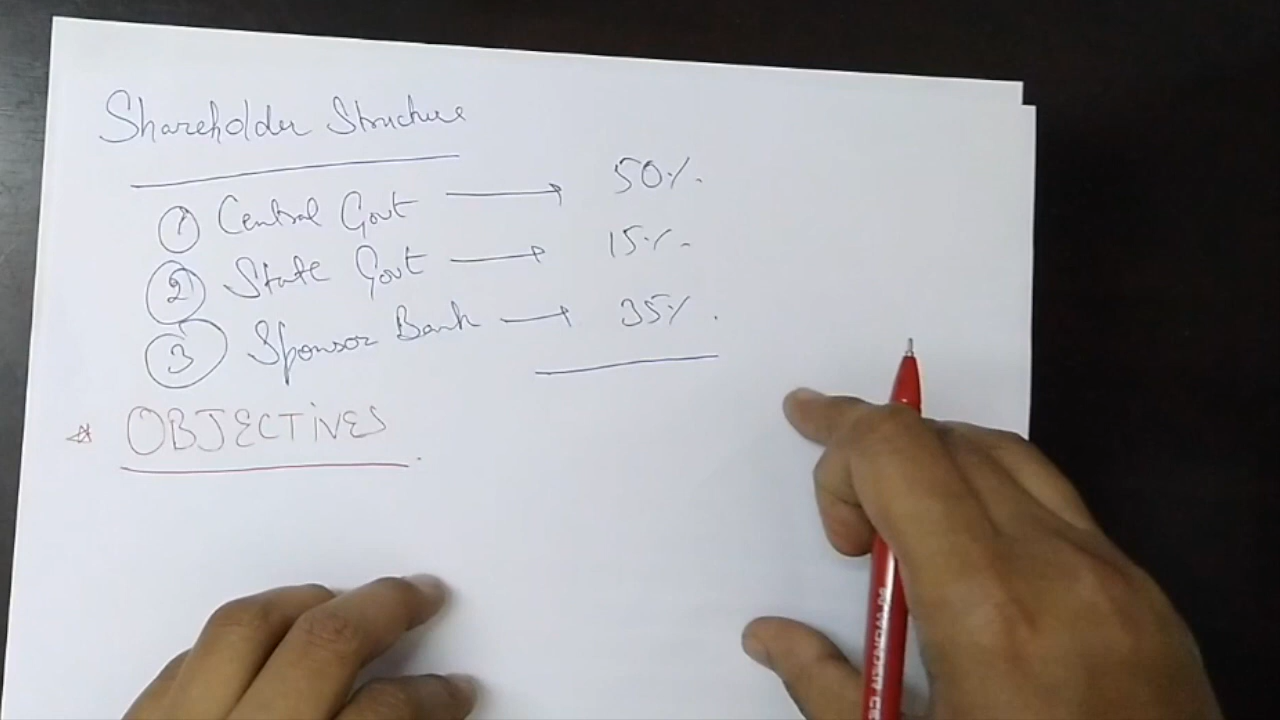 Shareholder Structure
1 Central Govt → 50%.
2 State Govt → 15%.
3 Sponsor Bank → 35%.
OBJECTIVES